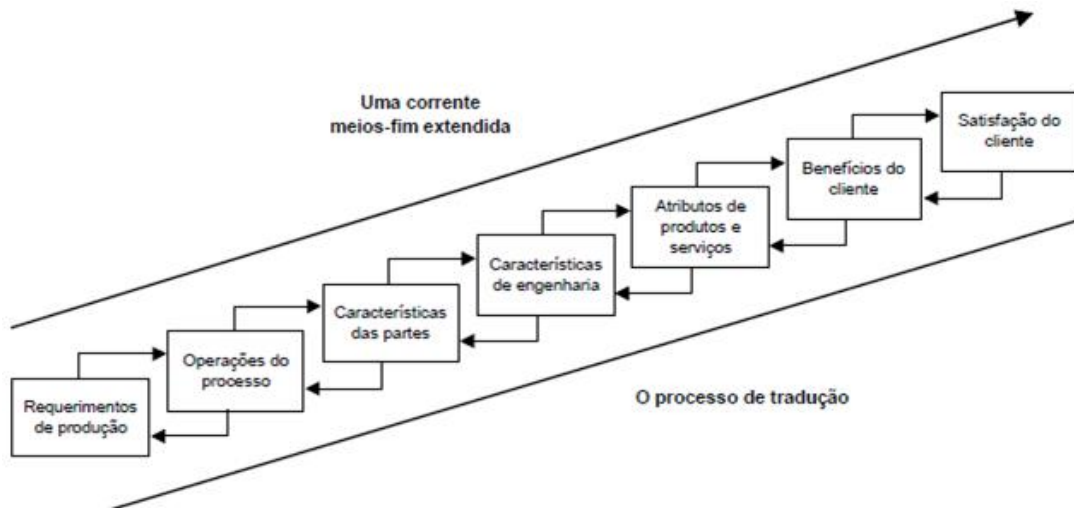 Uma corrente
meios-fim extendida
Satisfação do
cliente
Benefícios do
cliente
Atributos de
produtos e
serviços
Características
de engenharia
Características
das partes
Operações do
processo
Requerimentos
de produção
O processo de tradução